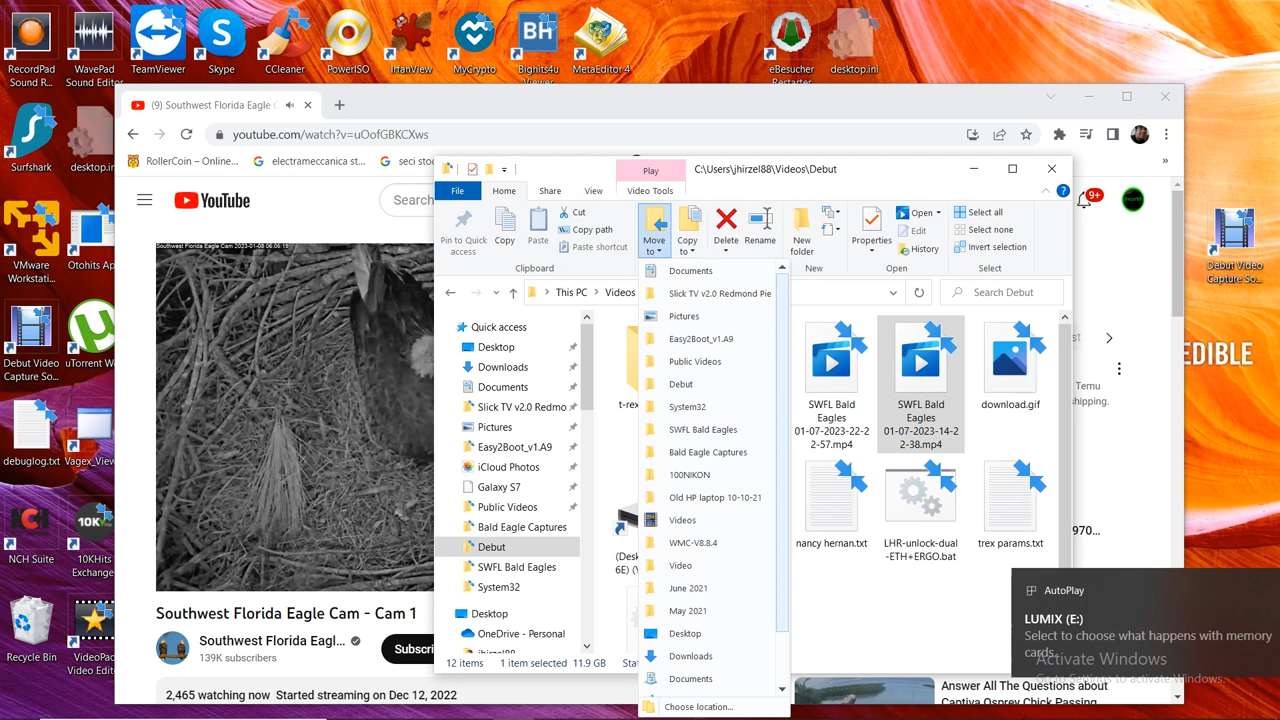 RecordPad
Sound R...
WavePad
Sound Editor
TeamViewer
Skype
CCleaner
PowerISO
IrfanView
MyCrypto
BH
Bighits4u
Viewer
MetaEditor 4
eBesucher
Restarter
desktop.ini
Surfshark
desktop.in
VMware
Workstati...
Otohits Ap
Debut Video
Capture So...
uTorrent W
debuglog.txt
Vagex_View
NCH
NCH Suite
10KH
10KHits
Exchange
Recycle Bin
VideoPad
Video Edit
Debut Video
Capture So...
EDIBLE
(9) Southwest Florida Eagle C
youtube.com/watch?v=uOofGBKCXws
RollerCoin – Online...
electrameccanica st...
seci stoc
»
YouTube
Search
9+
Southwest Florida Eagle Cam 2023-01-08 06:06:19
Southwest Florida Eagle Cam - Cam 1
Southwest Florida Eagl...
139K subscribers
Subscri
2,465 watching now Started streaming on Dec 12, 2022
Temu
shipping.
970...
Answer All The Questions about
Captiva Osprey Chick Passing
Play
C:\Users\jhirzel88\Videos\Debut
File
Home
Share
View
Video Tools
Pin to Quick
access
Copy
Paste
Cut
Copy path
Paste shortcut
Clipboard
Move
to
Copy
to
Delete
Rename
New
folder
New
Properties
Open
Edit
History
Open
Select all
Select none
Invert selection
Select
This PC
Videos
Search Debut
Quick access
Desktop
Downloads
Documents
Slick TV v2.0 Redmo
Pictures
Easy2Boot_v1.A9
iCloud Photos
Galaxy S7
Public Videos
Bald Eagle Captures
Debut
SWFL Bald Eagles
System32
Desktop
OneDrive - Personal
jhirzel88
Documents
Slick TV v2.0 Redmond Pie
Pictures
Easy2Boot_v1.A9
Public Videos
Debut
System32
SWFL Bald Eagles
Bald Eagle Captures
100NIKON
Old HP laptop 10-10-21
Videos
WMC-V8.8.4
Video
June 2021
May 2021
Desktop
Downloads
Documents
Choose location...
t-rex
(Desk
6E) (
SWFL Bald
Eagles
01-07-2023-22-2
2-57.mp4
SWFL Bald
Eagles
01-07-2023-14-2
2-38.mp4
download.gif
nancy hernan.txt
LHR-unlock-dual
-ETH+ERGO.bat
trex params.txt
12 items
1 item selected 11.9 GB
Stat
AutoPlay
LUMIX (E:)
Select to choose what happens with memory
cards.
Activate Windows
Go to Settings to activate Windows.